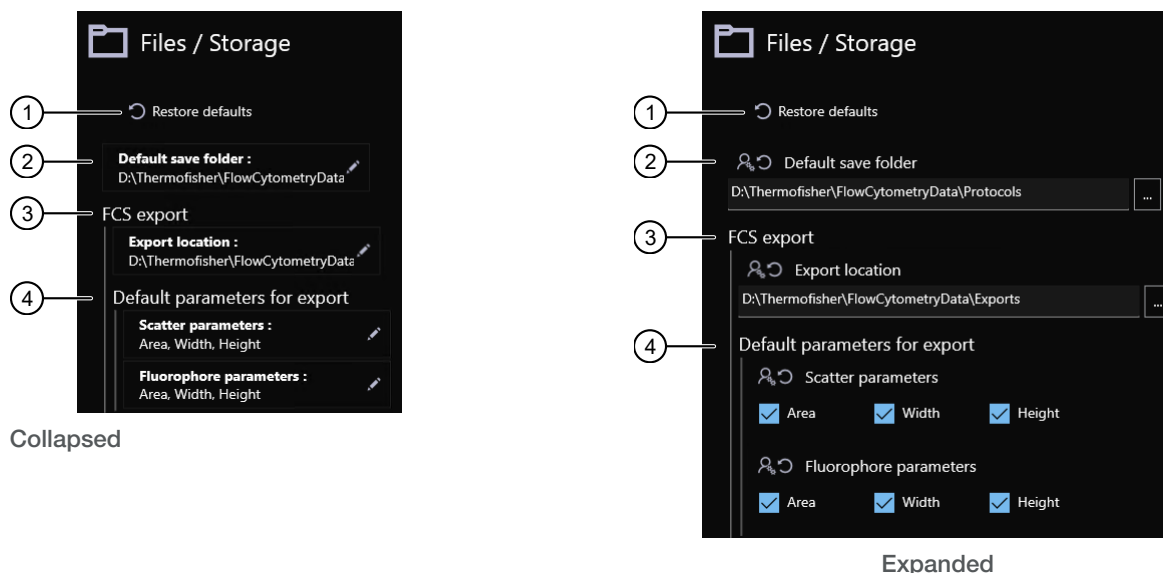 Files / Storage
1
Restore defaults
2
Default save folder :
D:\Thermofisher\FlowCytometryData
3
FCS export
Export location :
D:\Thermofisher\FlowCytometryData
4
Default parameters for export
Scatter parameters :
Area, Width, Height
Fluorophore parameters :
Area, Width, Height
Collapsed
Files / Storage
1
Restore defaults
2
Default save folder
D:\Thermofisher\FlowCytometryData\Protocols
...
3
FCS export
Export location
D:\Thermofisher\FlowCytometryData\Exports
...
4
Default parameters for export
Scatter parameters
Area Width Height
Fluorophore parameters
Area Width Height
Expanded